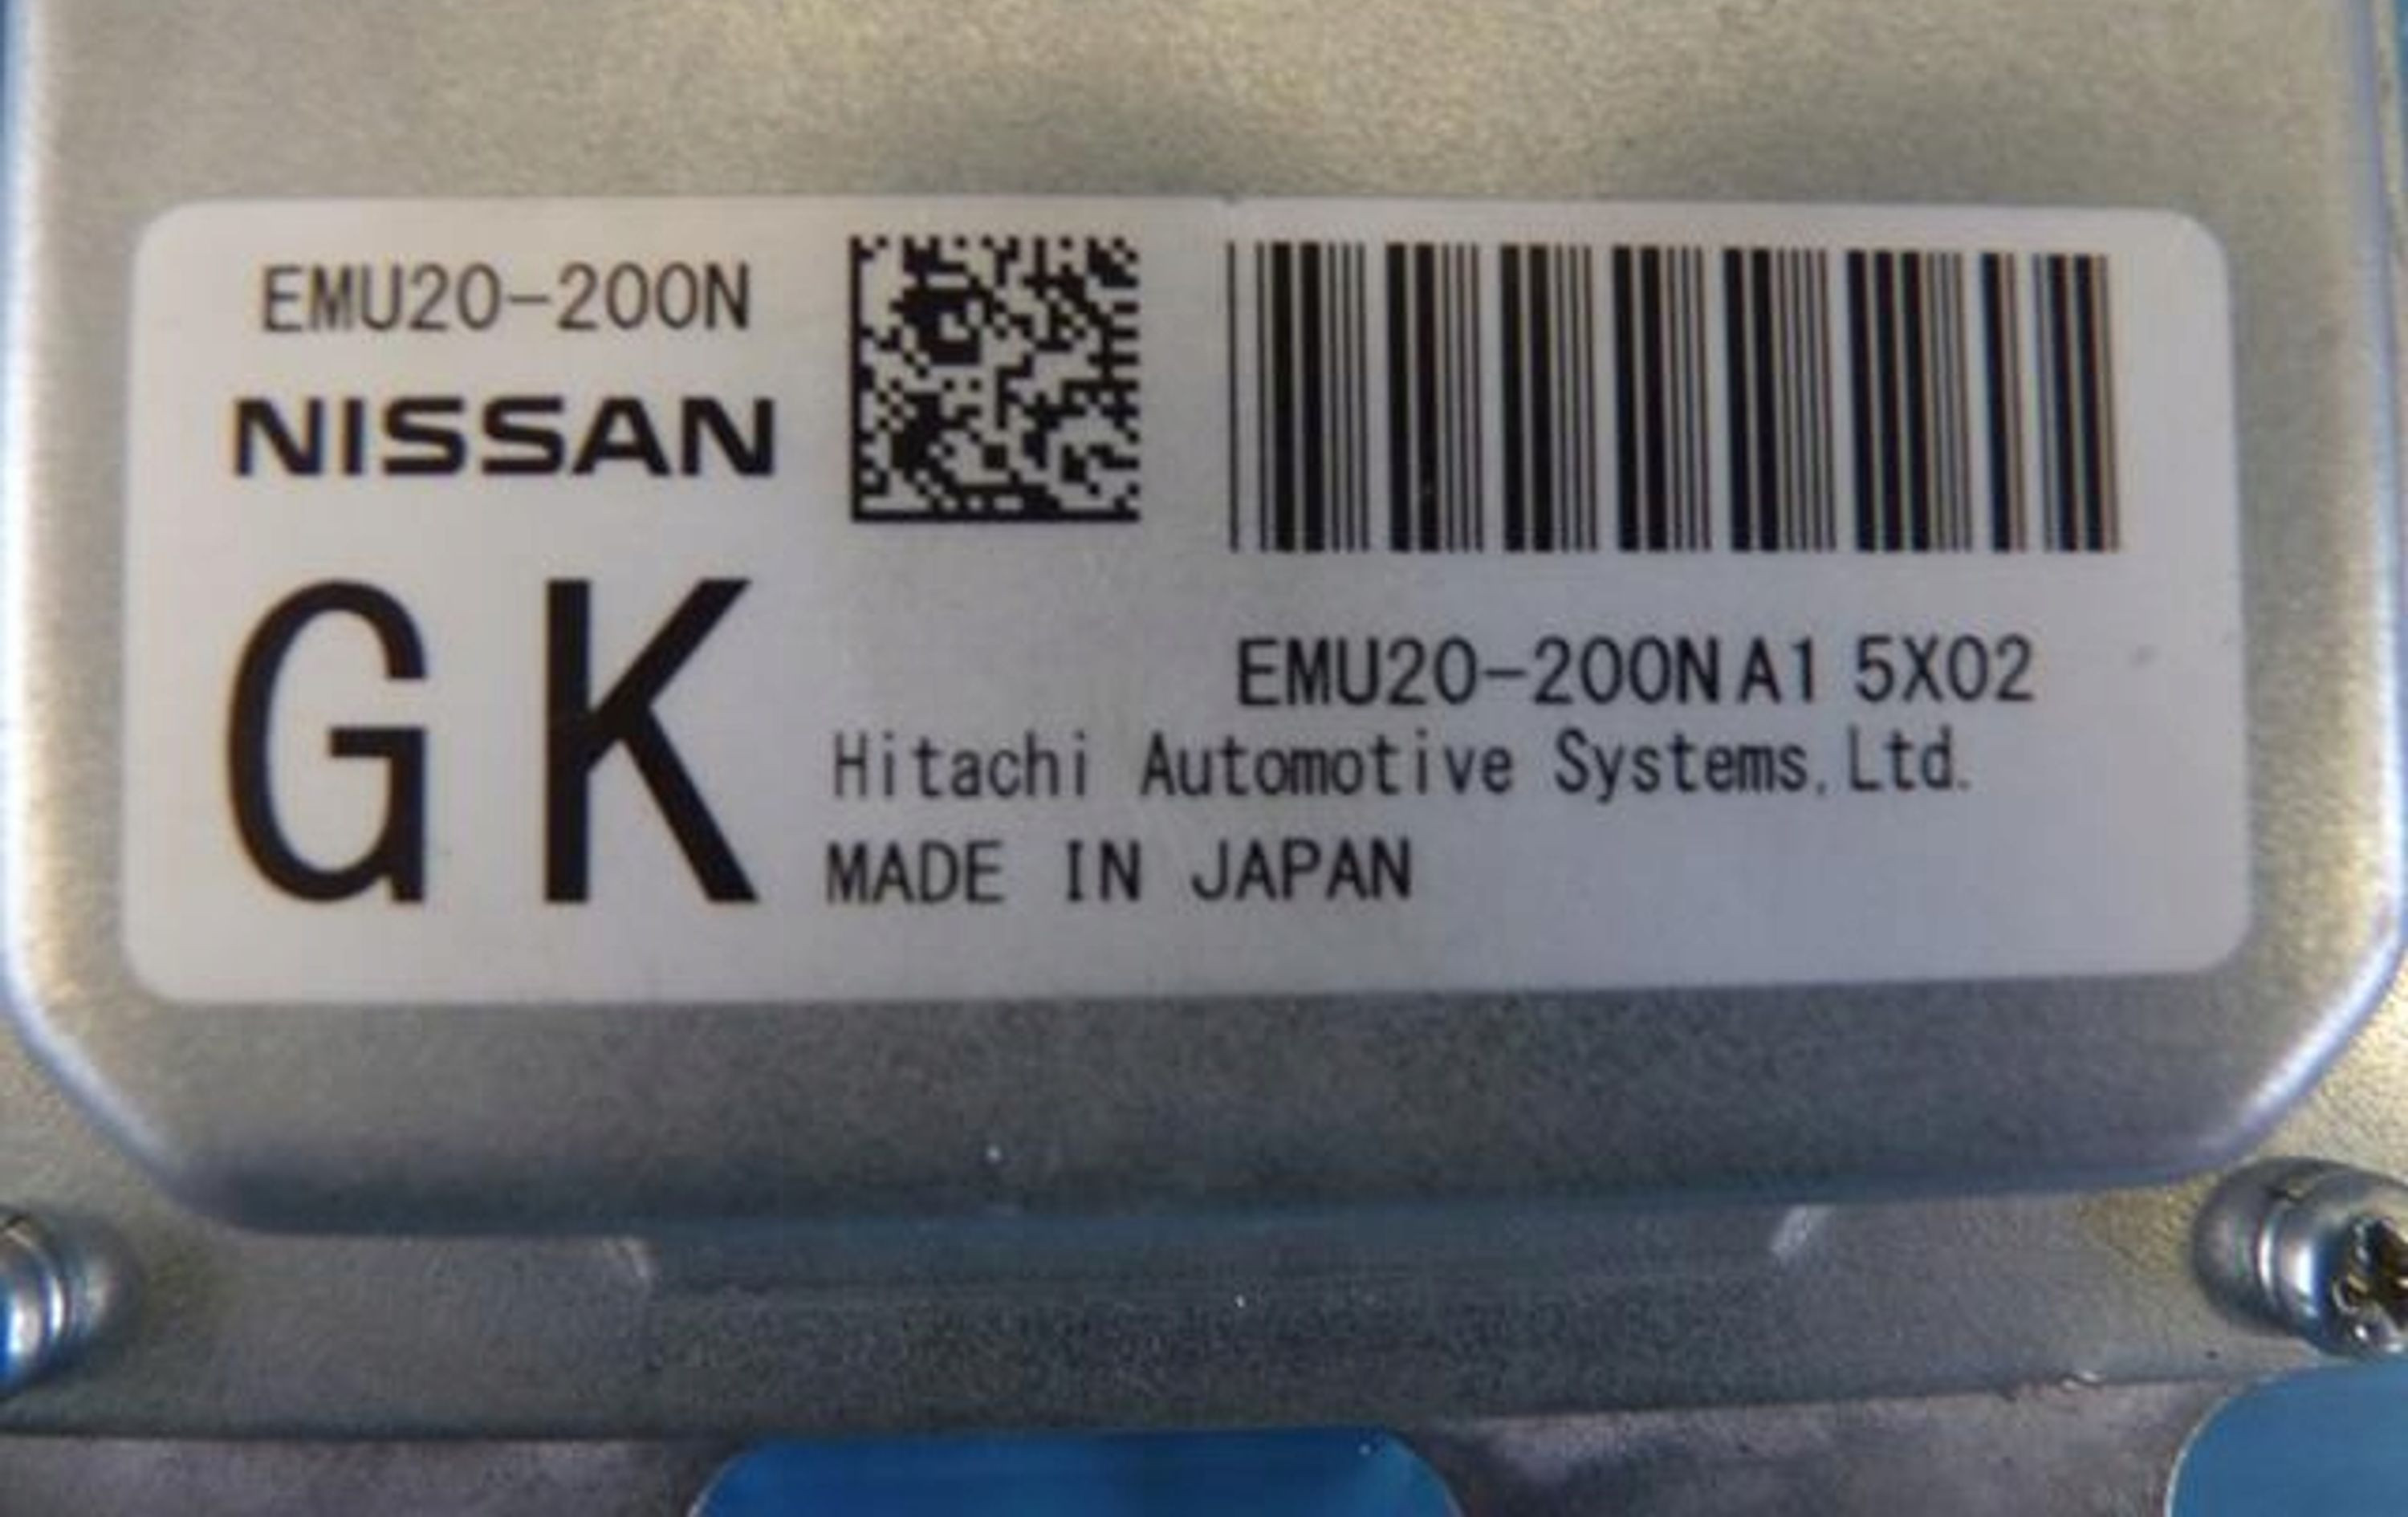 EMU20-200N
NISSAN
GK
EMU20-200N A1 5X02
Hitachi Automotive Systems, Ltd.
MADE IN JAPAN